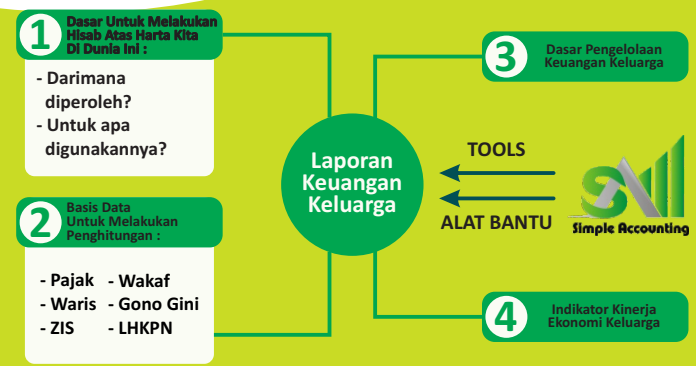 1
Dasar Untuk Melakukan
Hisab Atas Harta Kita
Di Dunia Ini :
- Darimana
diperoleh?
- Untuk apa
digunakannya?
2
Basis Data
Untuk Melakukan
Penghitungan :
- Pajak - Wakaf
- Waris - Gono Gini
- ZIS - LHKPN
Laporan
Keuangan
Keluarga
3
Dasar Pengelolaan
Keuangan Keluarga
TOOLS
ALAT BANTU
SA
Simple Accounting
4
Indikator Kinerja
Ekonomi Keluarga